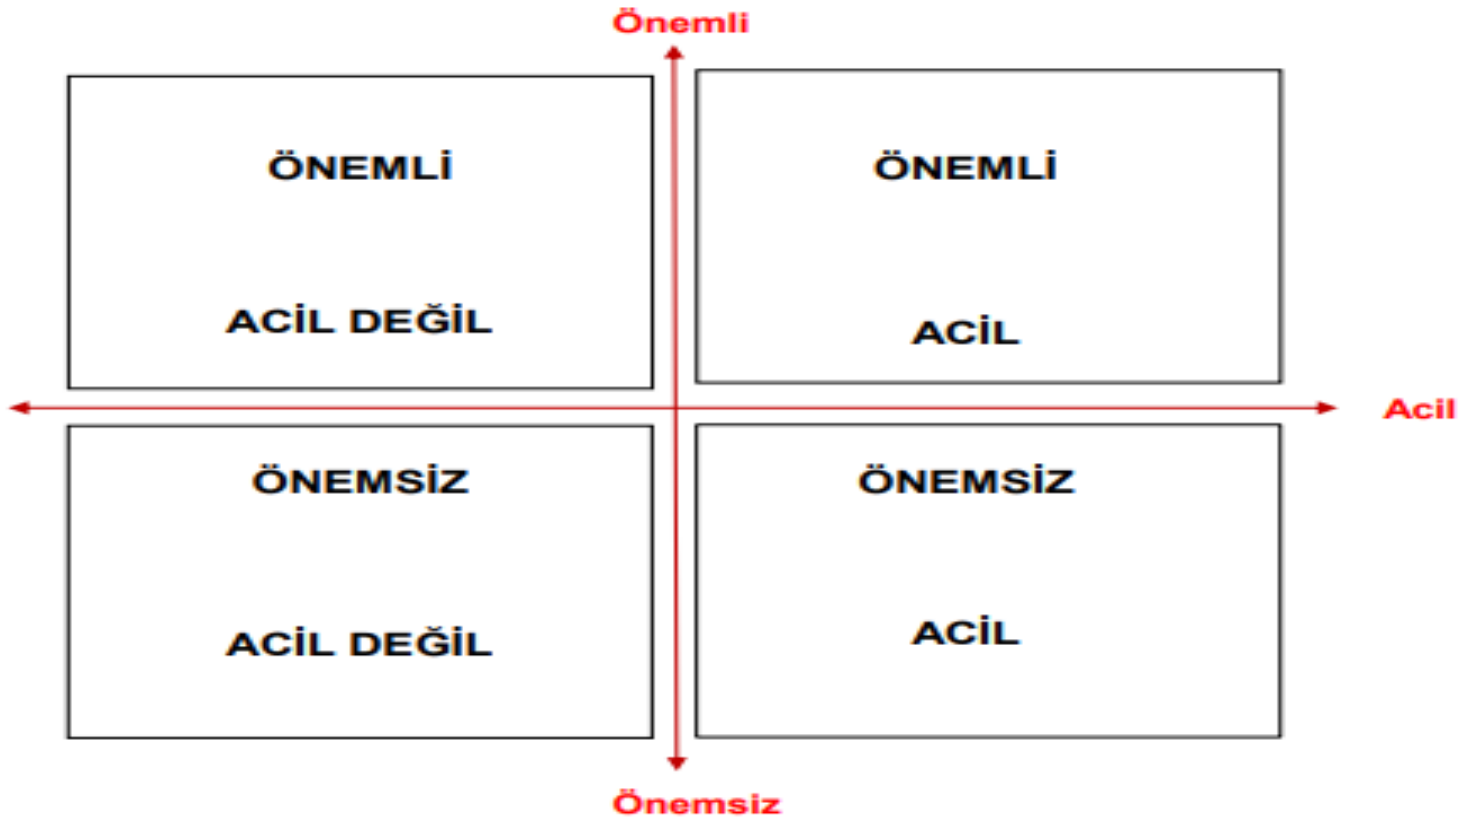 Önemli
ÖNEMLİ
ACİL DEĞİL
ÖNEMLİ
ACİL
Acil
ÖNEMSİZ
ACİL DEĞİL
ÖNEMSİZ
ACİL
Önemsiz